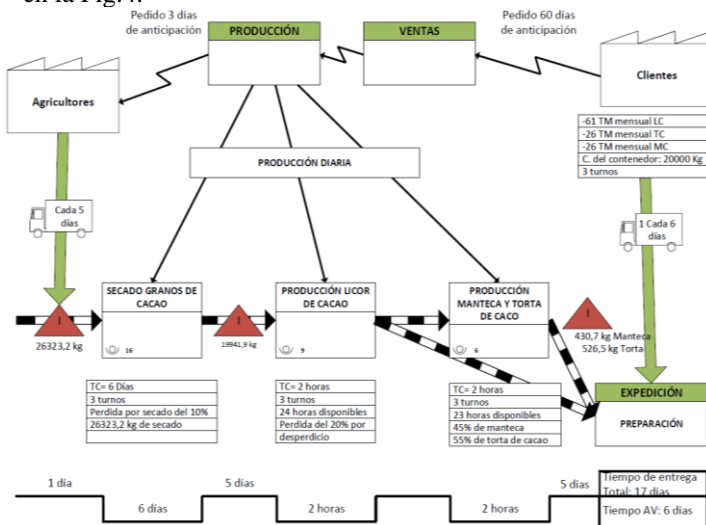 en la Fig.4.
Pedido 3 días
de anticipación
PRODUCCIÓN
VENTAS
Pedido 60 días
de anticipación
Agricultores
Clientes
-61 TM mensual LC
-26 TM mensual TC
-26 TM mensual MC
C. del contenedor: 20000 Kg
3 turnos
PRODUCCIÓN DIARIA
Cada 5
días
1 Cada 6
días
SECADO GRANOS DE
CACAO
16
PRODUCCIÓN LICOR
DE CACAO
9
PRODUCCIÓN
MANTECA Y TORTA
DE CACO
6
I
26323,2 kg
I
19941,9 kg
I
430,7 kg Manteca
526,5 kg Torta
EXPEDICIÓN
PREPARACIÓN
TC= 6 Días
3 turnos
Perdida por secado del 10%
26323,2 kg de secado
TC= 2 horas
3 turnos
24 horas disponibles
Perdida del 20% por
desperdicio
TC= 2 horas
3 turnos
23 horas disponibles
45% de manteca
55% de torta de cacao
1 día
6 días
5 días
2 horas
2 horas
5 días
Tiempo de entrega
Total: 17 días
Tiempo AV: 6 días